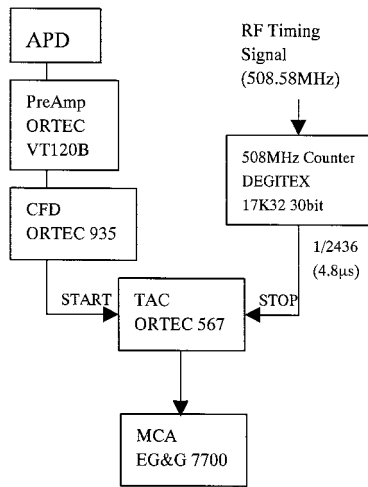 APD
PreAmp
ORTEC
VT120B
CFD
ORTEC 935
RF Timing
Signal
(508.58MHz)
508MHz Counter
DEGITEX
17K32 30bit
1/2436
(4.8μs)
START
STOP
TAC
ORTEC 567
MCA
EG&G 7700